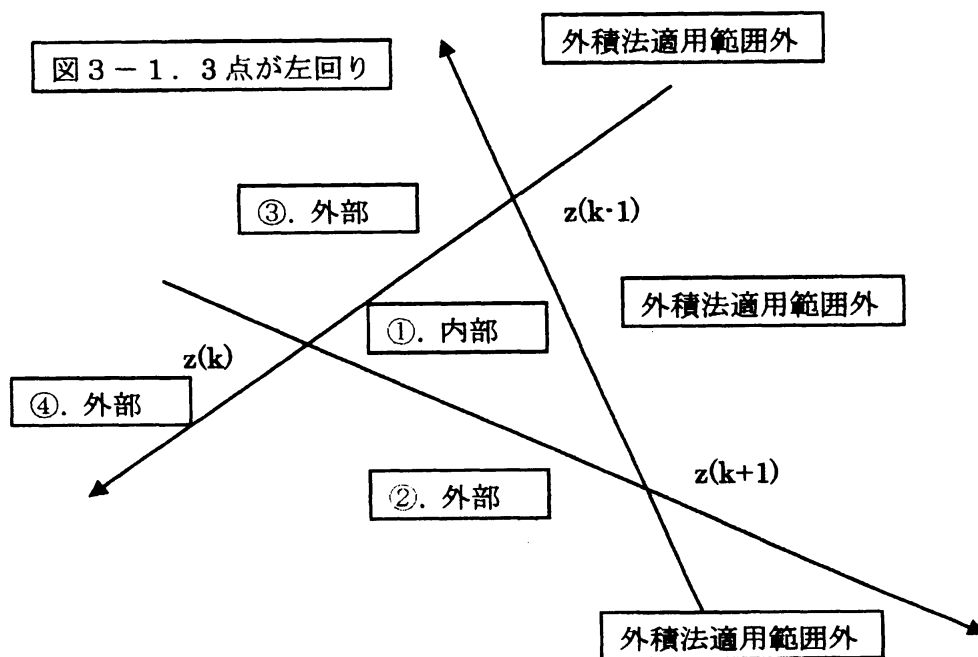 外積法適用範囲外
図3-1. 3点が左回り
③. 外部
z(k-1)
外積法適用範囲外
①. 内部
z(k)
④. 外部
z(k+1)
②. 外部
外積法適用範囲外